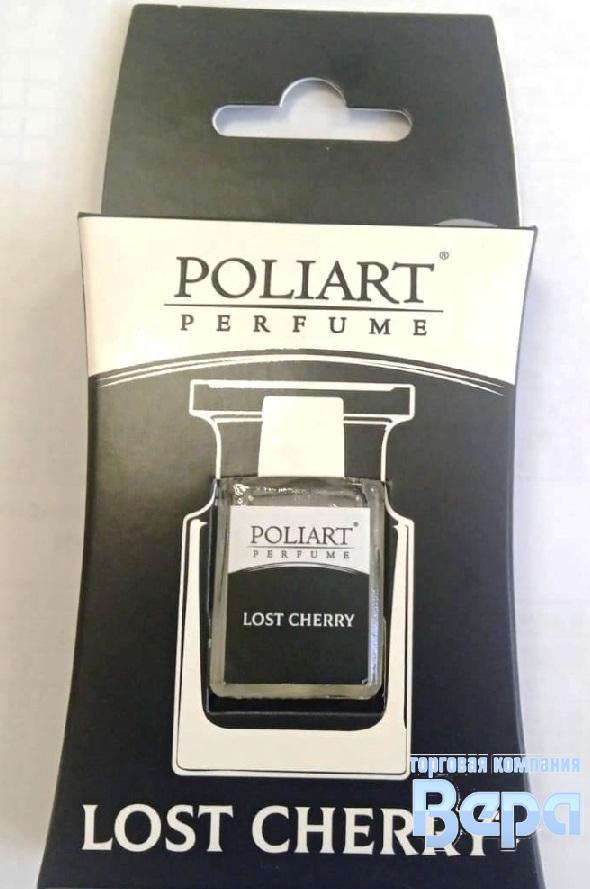 POLIART®
PERFUME
POLIART®
PERFUME
LOST CHERRY
торговая компания
Вера
LOST CHERRY